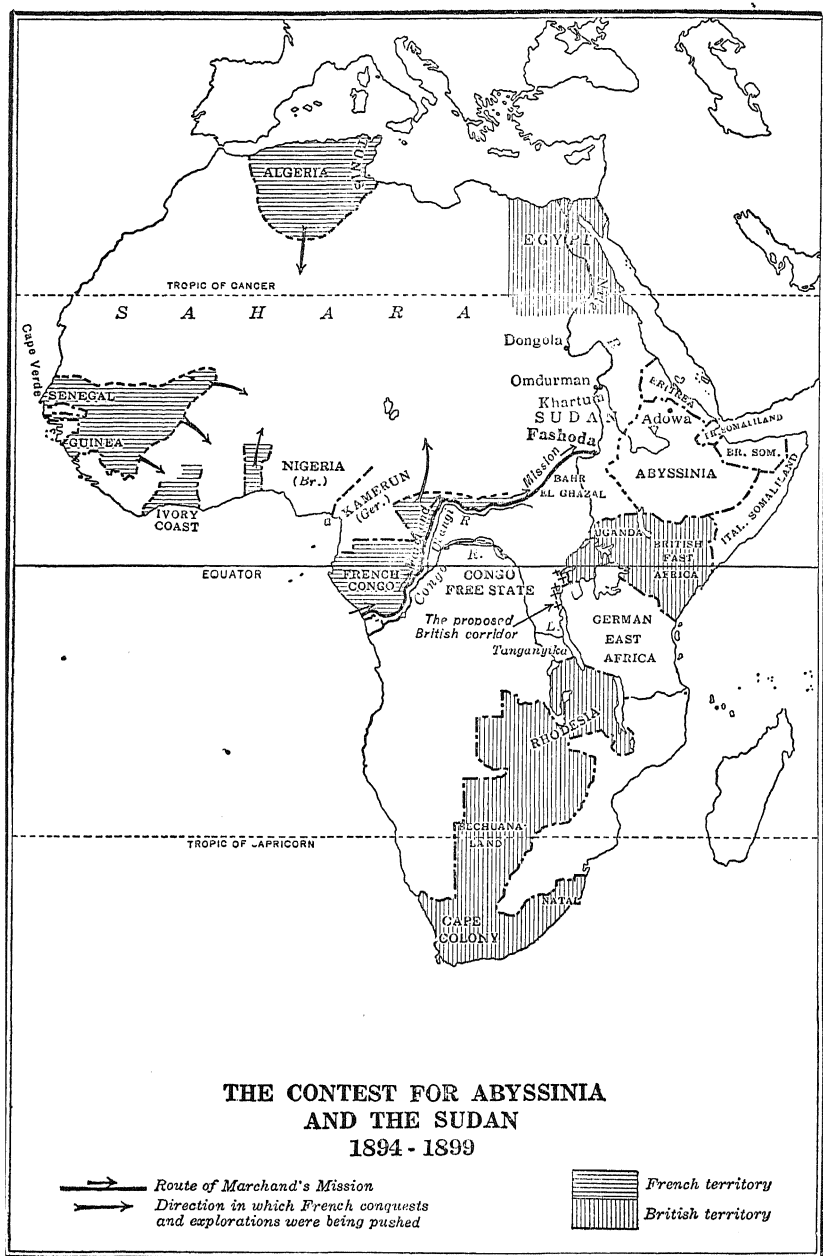 ALGERIA
TUNIS
EGYPT
Nile
TROPIC OF CANCER
S A H A R A
Cape Verde
Dongola
R.
Omdurman
Khartum
SUDAN
ERITREA
Adowa
FR. SOMALILAND
BR. SOM.
ITAL. SOMALILAND
ABYSSINIA
Fashoda
Mission
BAHR
EL GHAZAL
SENEGAL
GUINEA
IVORY
COAST
NIGERIA
(Br.)
KAMERUN
(Ger.)
R
R.
UGANDA
BRITISH
EAST
AFRICA
EQUATOR
FRENCH
CONGO
Congo
CONGO
FREE STATE
The proposed
British corridor
L.
Tanganyika
GERMAN
EAST
AFRICA
RHODESIA
TROPIC OF CAPRICORN
BECHUANA-
LAND
NATAL
CAPE
COLONY
THE CONTEST FOR ABYSSINIA
AND THE SUDAN
1894 - 1899
Route of Marchand's Mission
Direction in which French conquests
and explorations were being pushed
French territory
British territory